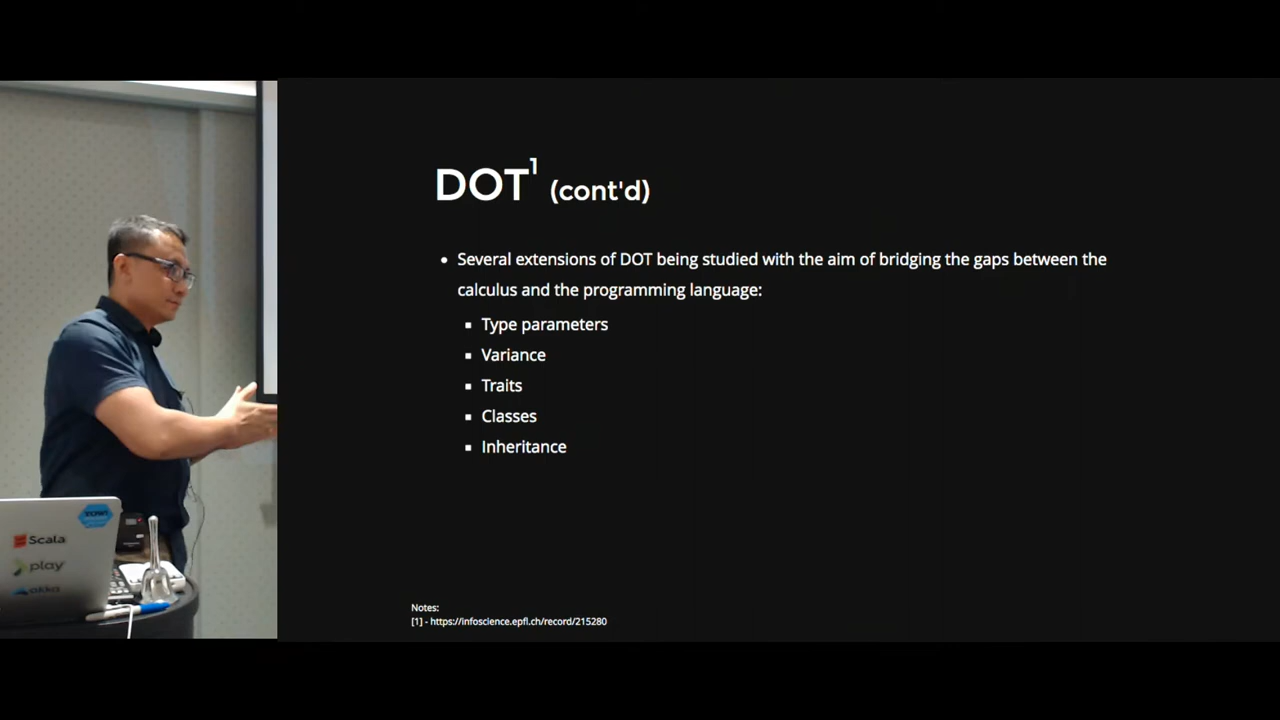 DOT1 (cont'd)
• Several extensions of DOT being studied with the aim of bridging the gaps between the
calculus and the programming language:
▪ Type parameters
▪ Variance
▪ Traits
▪ Classes
▪ Inheritance
Scala
play
akka
Notes:
[1] - https://infoscience.epfl.ch/record/215280